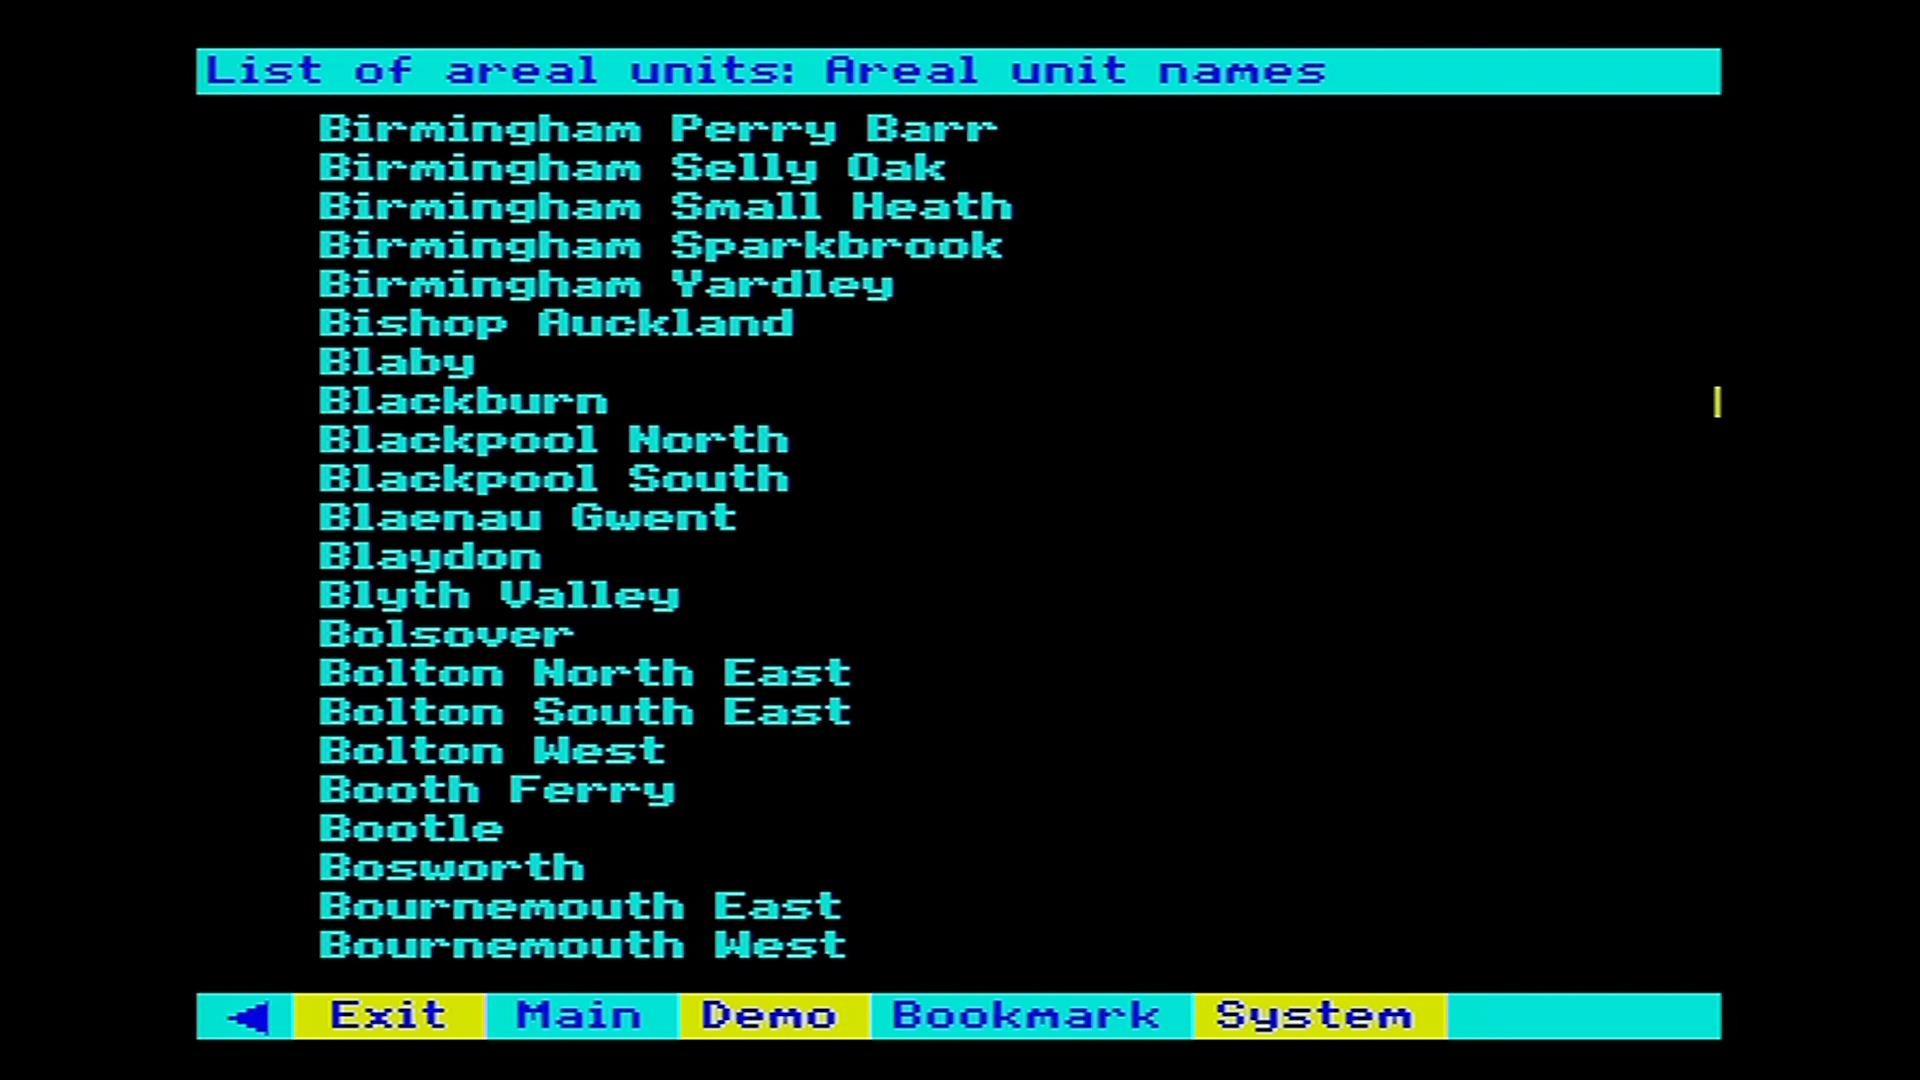 List of areal units: Areal unit names
Birmingham Perry Barr
Birmingham Selly Oak
Birmingham Small Heath
Birmingham Sparkbrook
Birmingham Yardley
Bishop Auckland
Blaby
Blackburn
Blackpool North
Blackpool South
Blaenau Gwent
Blaydon
Blyth Valley
Bolsover
Bolton North East
Bolton South East
Bolton West
Booth Ferry
Bootle
Bosworth
Bournemouth East
Bournemouth West
Exit Main Demo Bookmark System